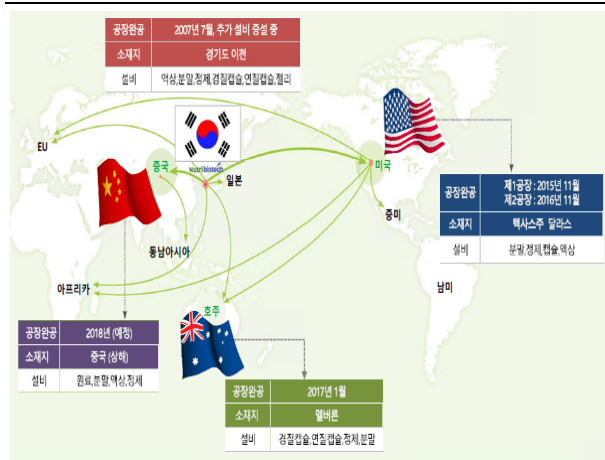 공장완공 2007년 7월, 추가 설비 증설 중
소재지 경기도 이천
설비 액상,분말,정제,경질캡슐,연질캡슐,젤리
EU
중국
Nutribiotech
일본
미국
중미
동남아시아
아프리카
남미
호주
공장완공 제1공장 : 2015년 11월
제2공장 : 2016년 11월
소재지 텍사스주 달라스
설비 분말,정제,캡슐,액상
공장완공 2018년 (예정)
소재지 중국 (상해)
설비 원료,분말,액상,정제
공장완공 2017년 1월
소재지 멜버른
설비 경질캡슐,연질캡슐,정제,분말